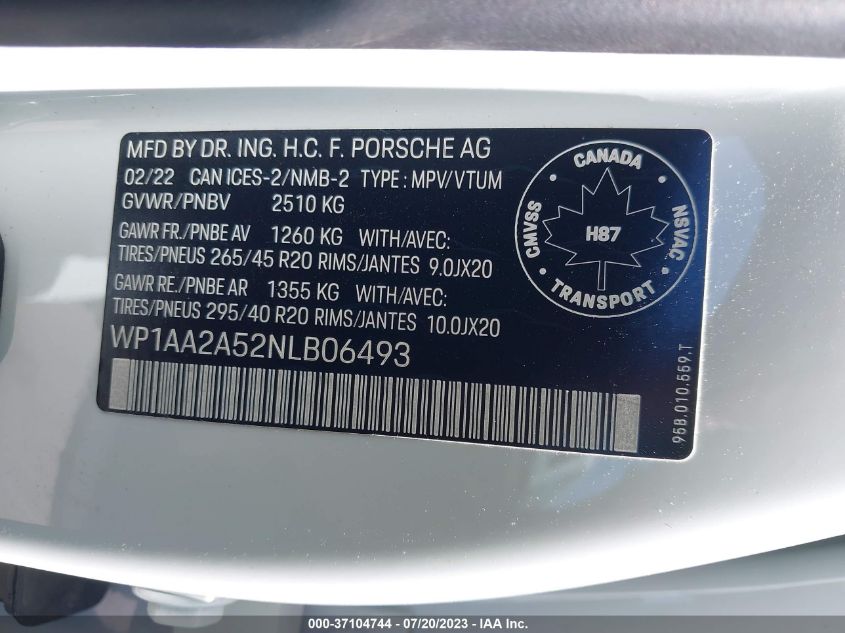 MFD BY DR. ING. H.C. F. PORSCHE AG
02/22 CAN ICES-2/NMB-2 TYPE : MPV/VTUM
GVWR/PNBV 2510 KG
GAWR FR./PNBE AV 1260 KG WITH/AVEC:
TIRES/PNEUS 265/45 R20 RIMS/JANTES 9.0JX20
GAWR RE./PNBE AR 1355 KG WITH/AVEC:
TIRES/PNEUS 295/40 R20 RIMS/JANTES 10.0JX20
WP1AA2A52NLB06493
CANADA
CMVSS
H87
NSVAC
TRANSPORT
95B.010.559.T
000-37104744 - 07/20/2023 - IAA Inc.